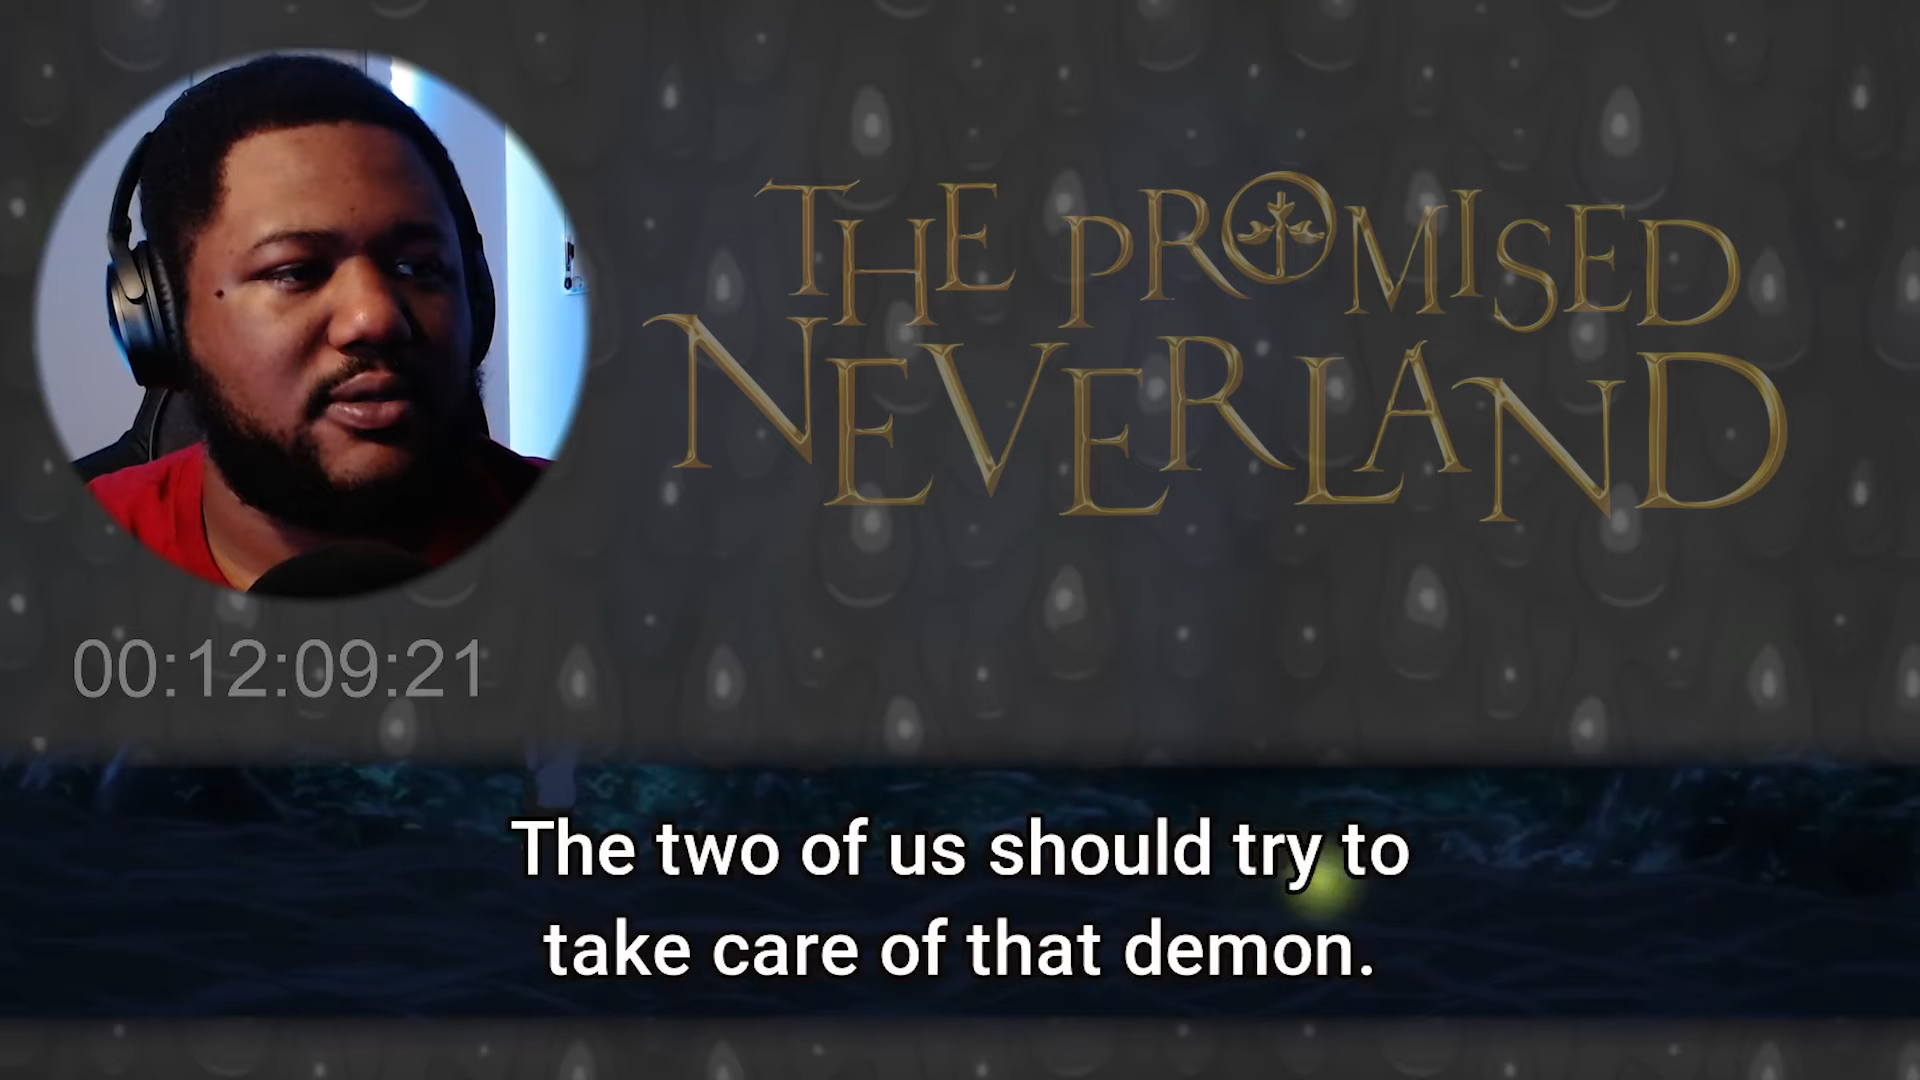 THE PROMISED
NEVERLAND
00:12:09:21
The two of us should try to
take care of that demon.